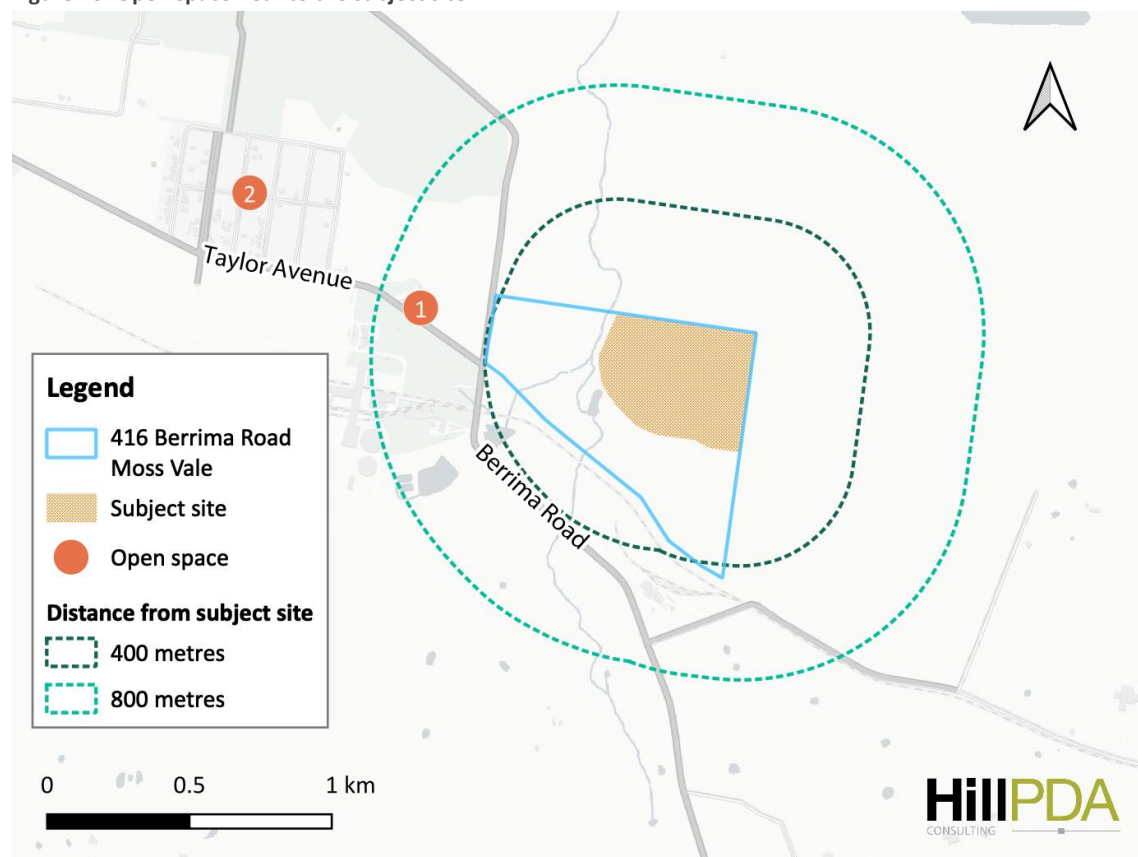 2
Taylor Avenue
1
Berrima Road
Legend
416 Berrima Road
Moss Vale
Subject site
Open space
Distance from subject site
400 metres
800 metres
0 0.5 1 km
HillPDA
CONSULTING